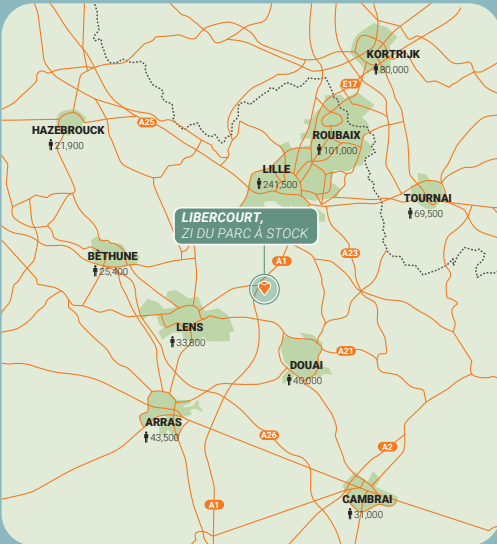 KORTRIJK
80,000
E17
A25
HAZEBROUCK
21,900
ROUBAIX
101,000
LILLE
241,500
TOURNAI
69,500
LIBERCOURT,
ZI DU PARC À STOCK
A23
A1
BÉTHUNE
25,400
LENS
33,800
A21
DOUAI
40,000
ARRAS
43,500
A26
A2
CAMBRAI
31,000
A1